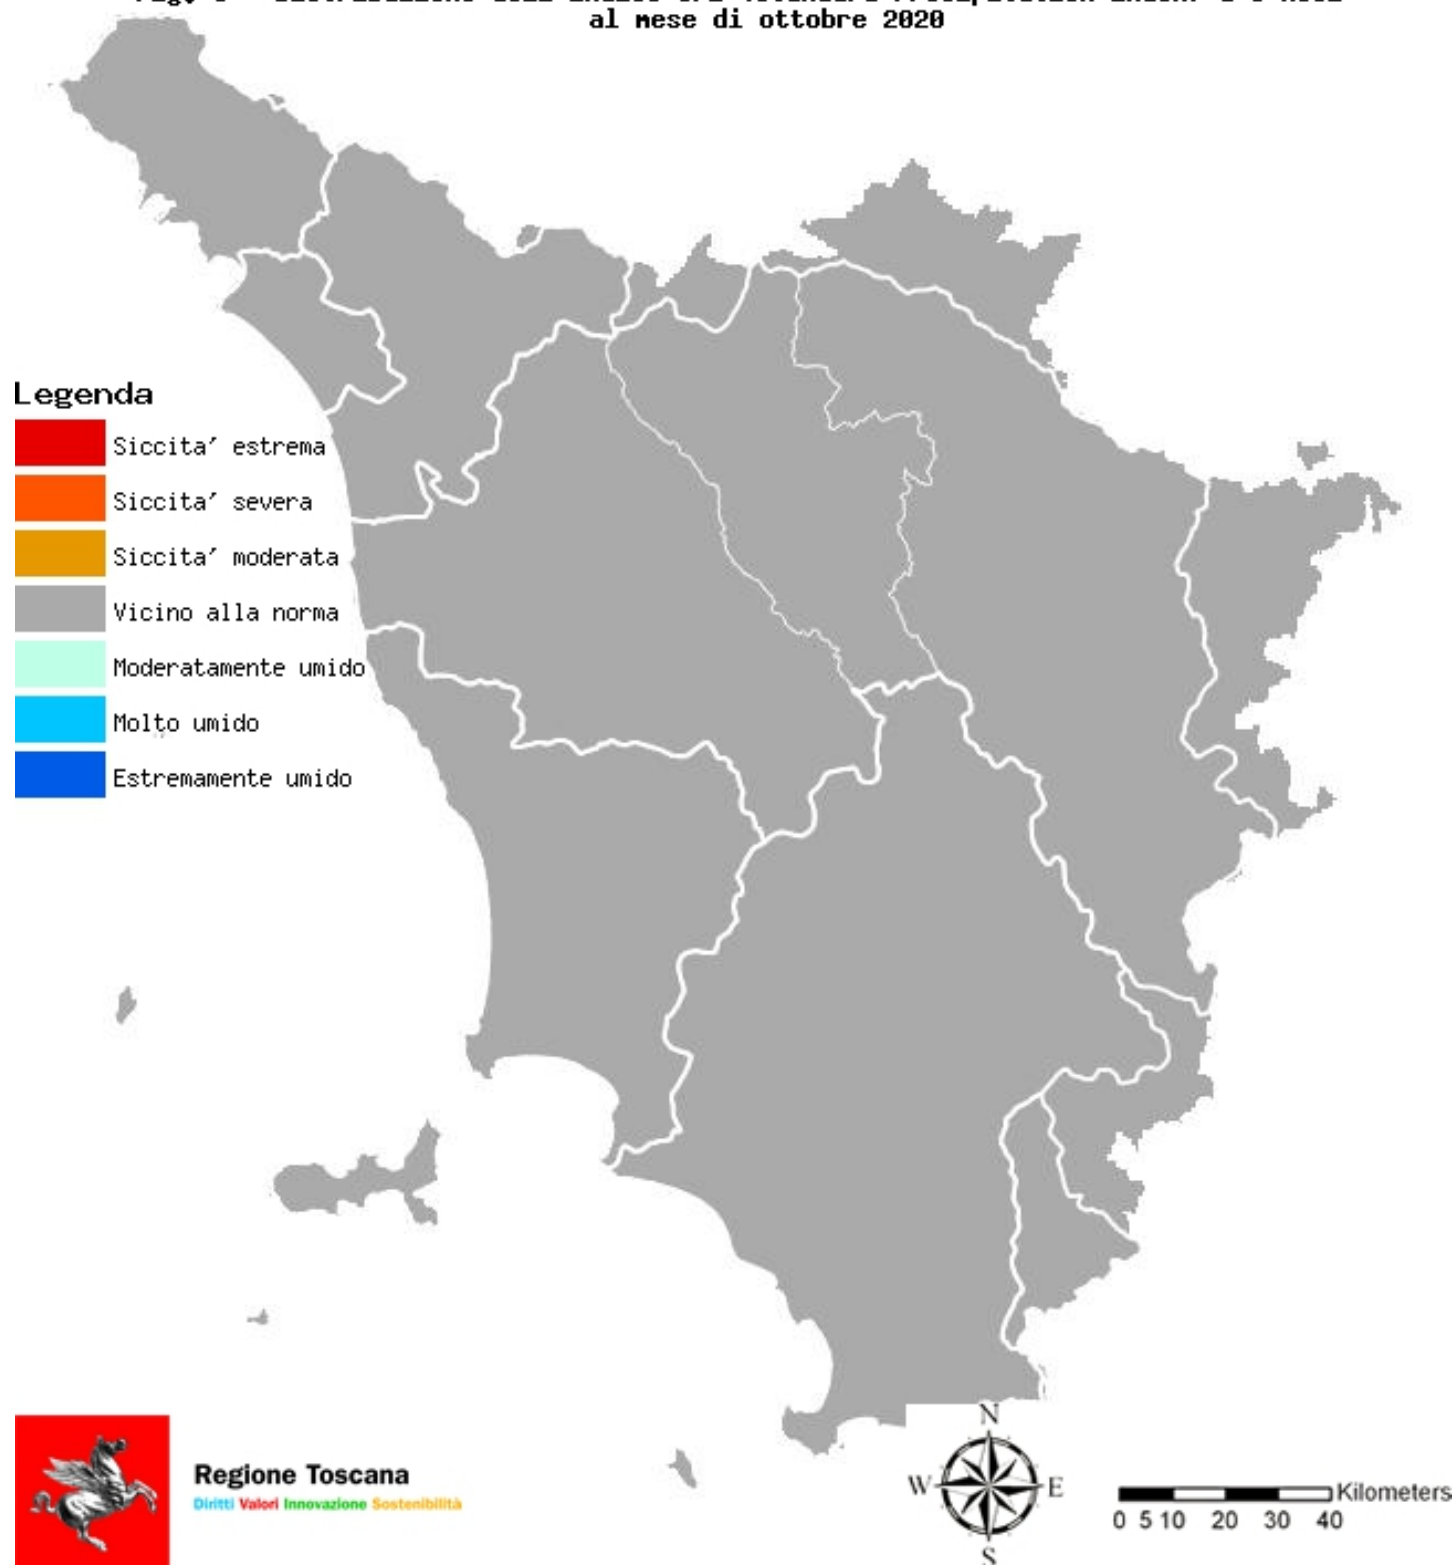 al mese di ottobre 2020
Legenda
Siccita' estrema
Siccita' severa
Siccita' moderata
Vicino alla norma
Moderatamente umido
Molto umido
Estremamente umido
Regione Toscana
Diritti Valori Innovazione Sostenibilità
N
W E
S
Kilometers
0 5 10 20 30 40